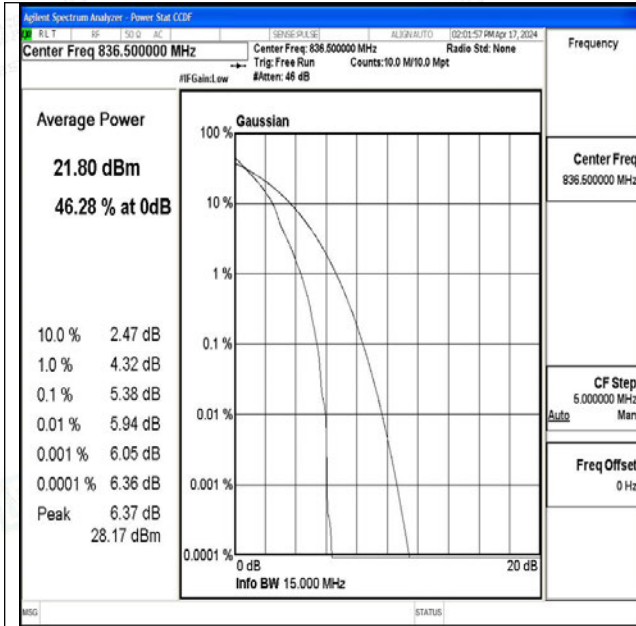 Agilent Spectrum Analyzer - Power Stat CCDF
RLT RF 50 Ω AC SENSE:PULSE ALIGN AUTO 02:01:57 PM Apr 17, 2024
Center Freq 836.500000 MHz
Center Freq: 836.500000 MHz Radio Std: None
Trig: Free Run Counts:10.0 M/10.0 Mpt
#IFGain:Low #Atten: 46 dB
Frequency
Average Power
21.80 dBm
46.28 % at 0dB
10.0 % 2.47 dB
1.0 % 4.32 dB
0.1 % 5.38 dB
0.01 % 5.94 dB
0.001 % 6.05 dB
0.0001 % 6.36 dB
Peak 6.37 dB
28.17 dBm
Gaussian
100 %
10 %
1 %
0.1 %
0.01 %
0.001 %
0.0001 %
0 dB 20 dB
Info BW 15.000 MHz
Center Freq
836.500000 MHz
CF Step
5.000000 MHz
Auto Man
Freq Offset
0 Hz
MSG STATUS